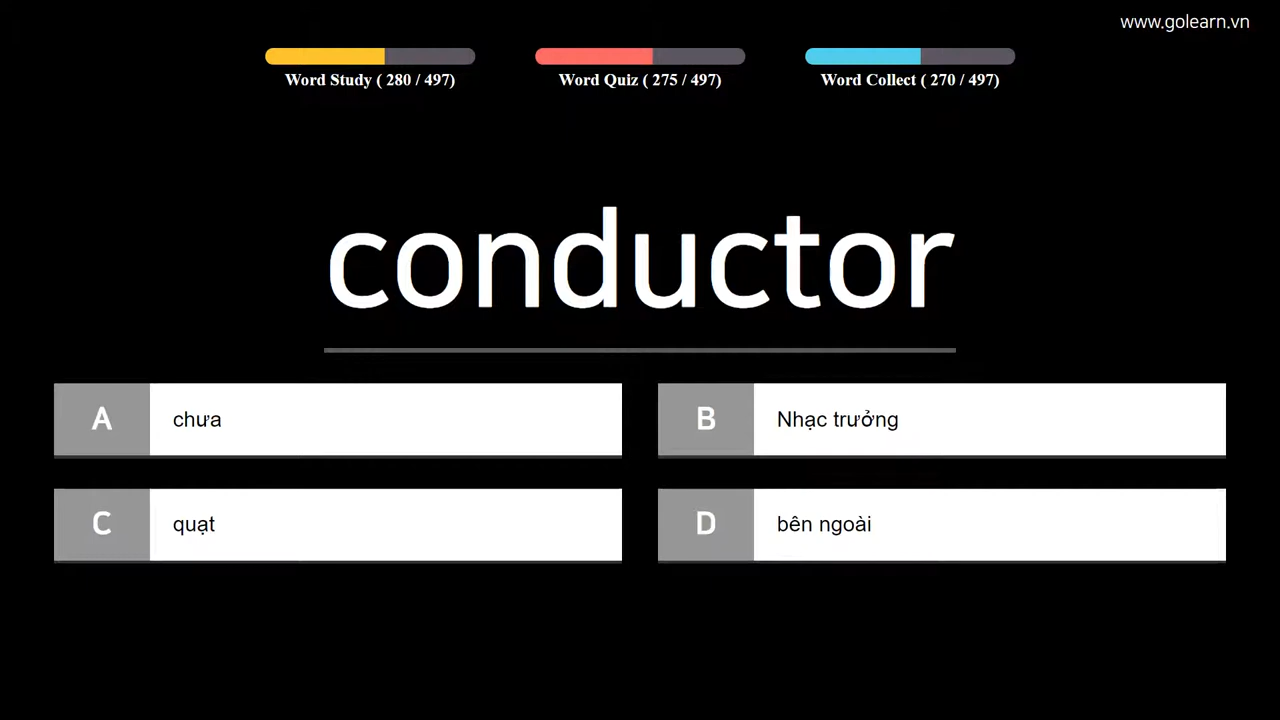 www.golearn.vn
Word Study ( 280 / 497)
Word Quiz ( 275 / 497)
Word Collect ( 270 / 497)
conductor
A chưa
B Nhạc trưởng
C quạt
D bên ngoài